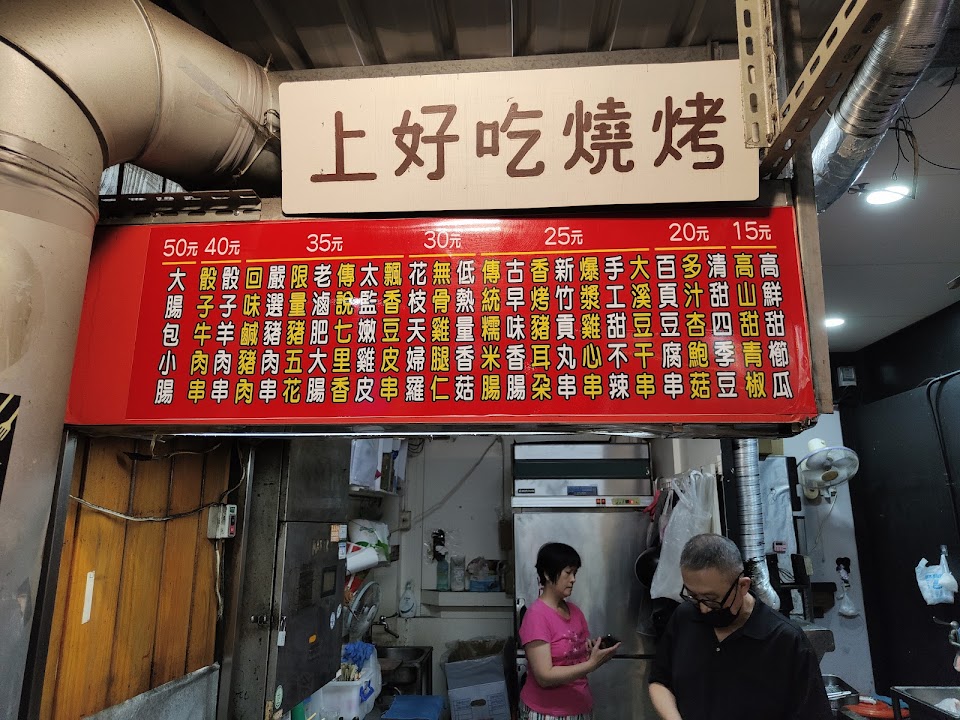 上好吃燒烤
50元
大腸包小腸
40元
骰子牛肉串
骰子羊肉串
35元
回味鹹豬肉
嚴選豬肉串
限量豬五花
老滷肥大腸
傳說七里香
太監嫩雞皮
飄香豆皮串
30元
花枝天婦羅
無骨雞腿仁
低熱量香菇
25元
傳統糯米腸
古早味香腸
香烤豬耳朵
新竹貢丸串
爆漿雞心串
手工甜不辣
大溪豆干串
20元
百頁豆腐串
多汁杏鮑菇
清甜四季豆
15元
高山甜青椒
高鮮甜櫛瓜